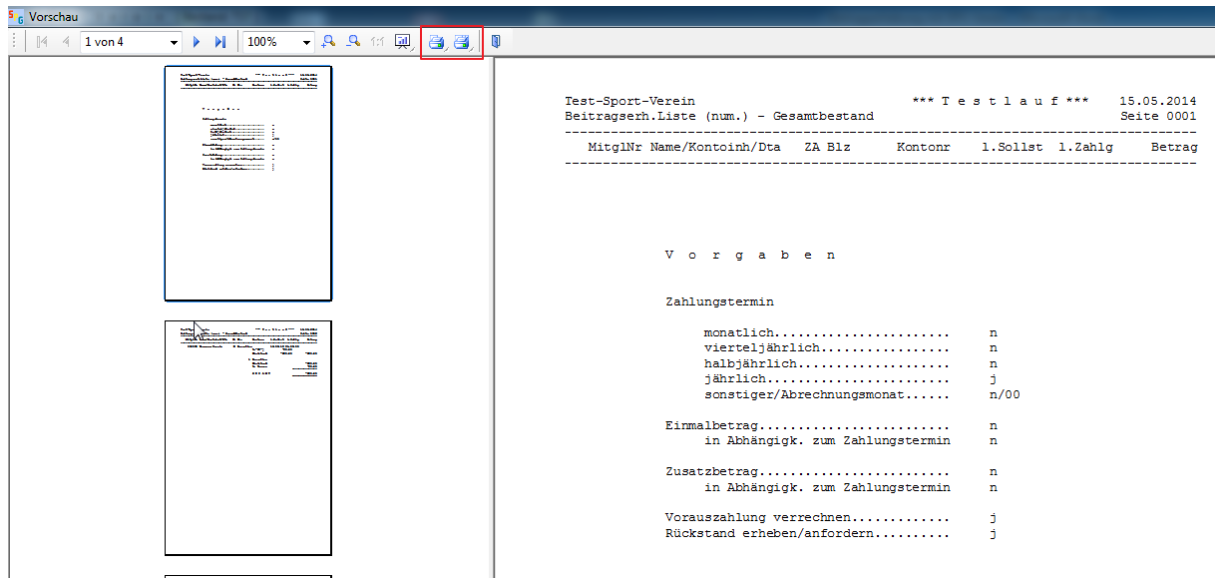 Vorschau
1 von 4 100% 1:1
Test-Sport-Verein *** T e s t l a u f *** 15.05.2014
Beitragserh.Liste (num.) - Gesamtbestand Seite 0001
MitglNr Name/Kontoinh/Dta ZA Blz Kontonr l.Sollst l.Zahlg Betrag
V o r g a b e n
Zahlungstermin
monatlich....................... n
vierteljährlich................. n
halbjährlich.................... n
jährlich........................ j
sonstiger/Abrechnungsmonat...... n/00
Einmalbetrag......................... n
in Abhängigk. zum Zahlungstermin n
Zusatzbetrag......................... n
in Abhängigk. zum Zahlungstermin n
Vorauszahlung verrechnen............. j
Rückstand erheben/anfordern.......... j